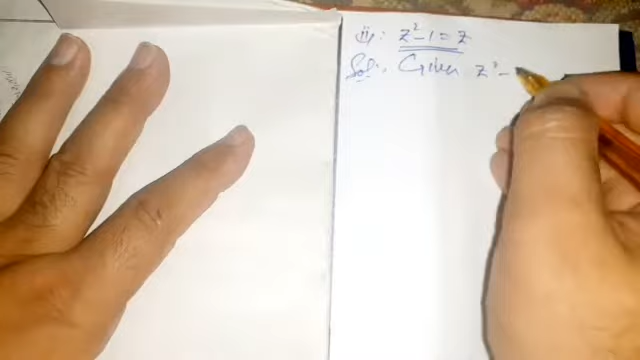 iii: z² - 1 = z
Sol: Given z² -